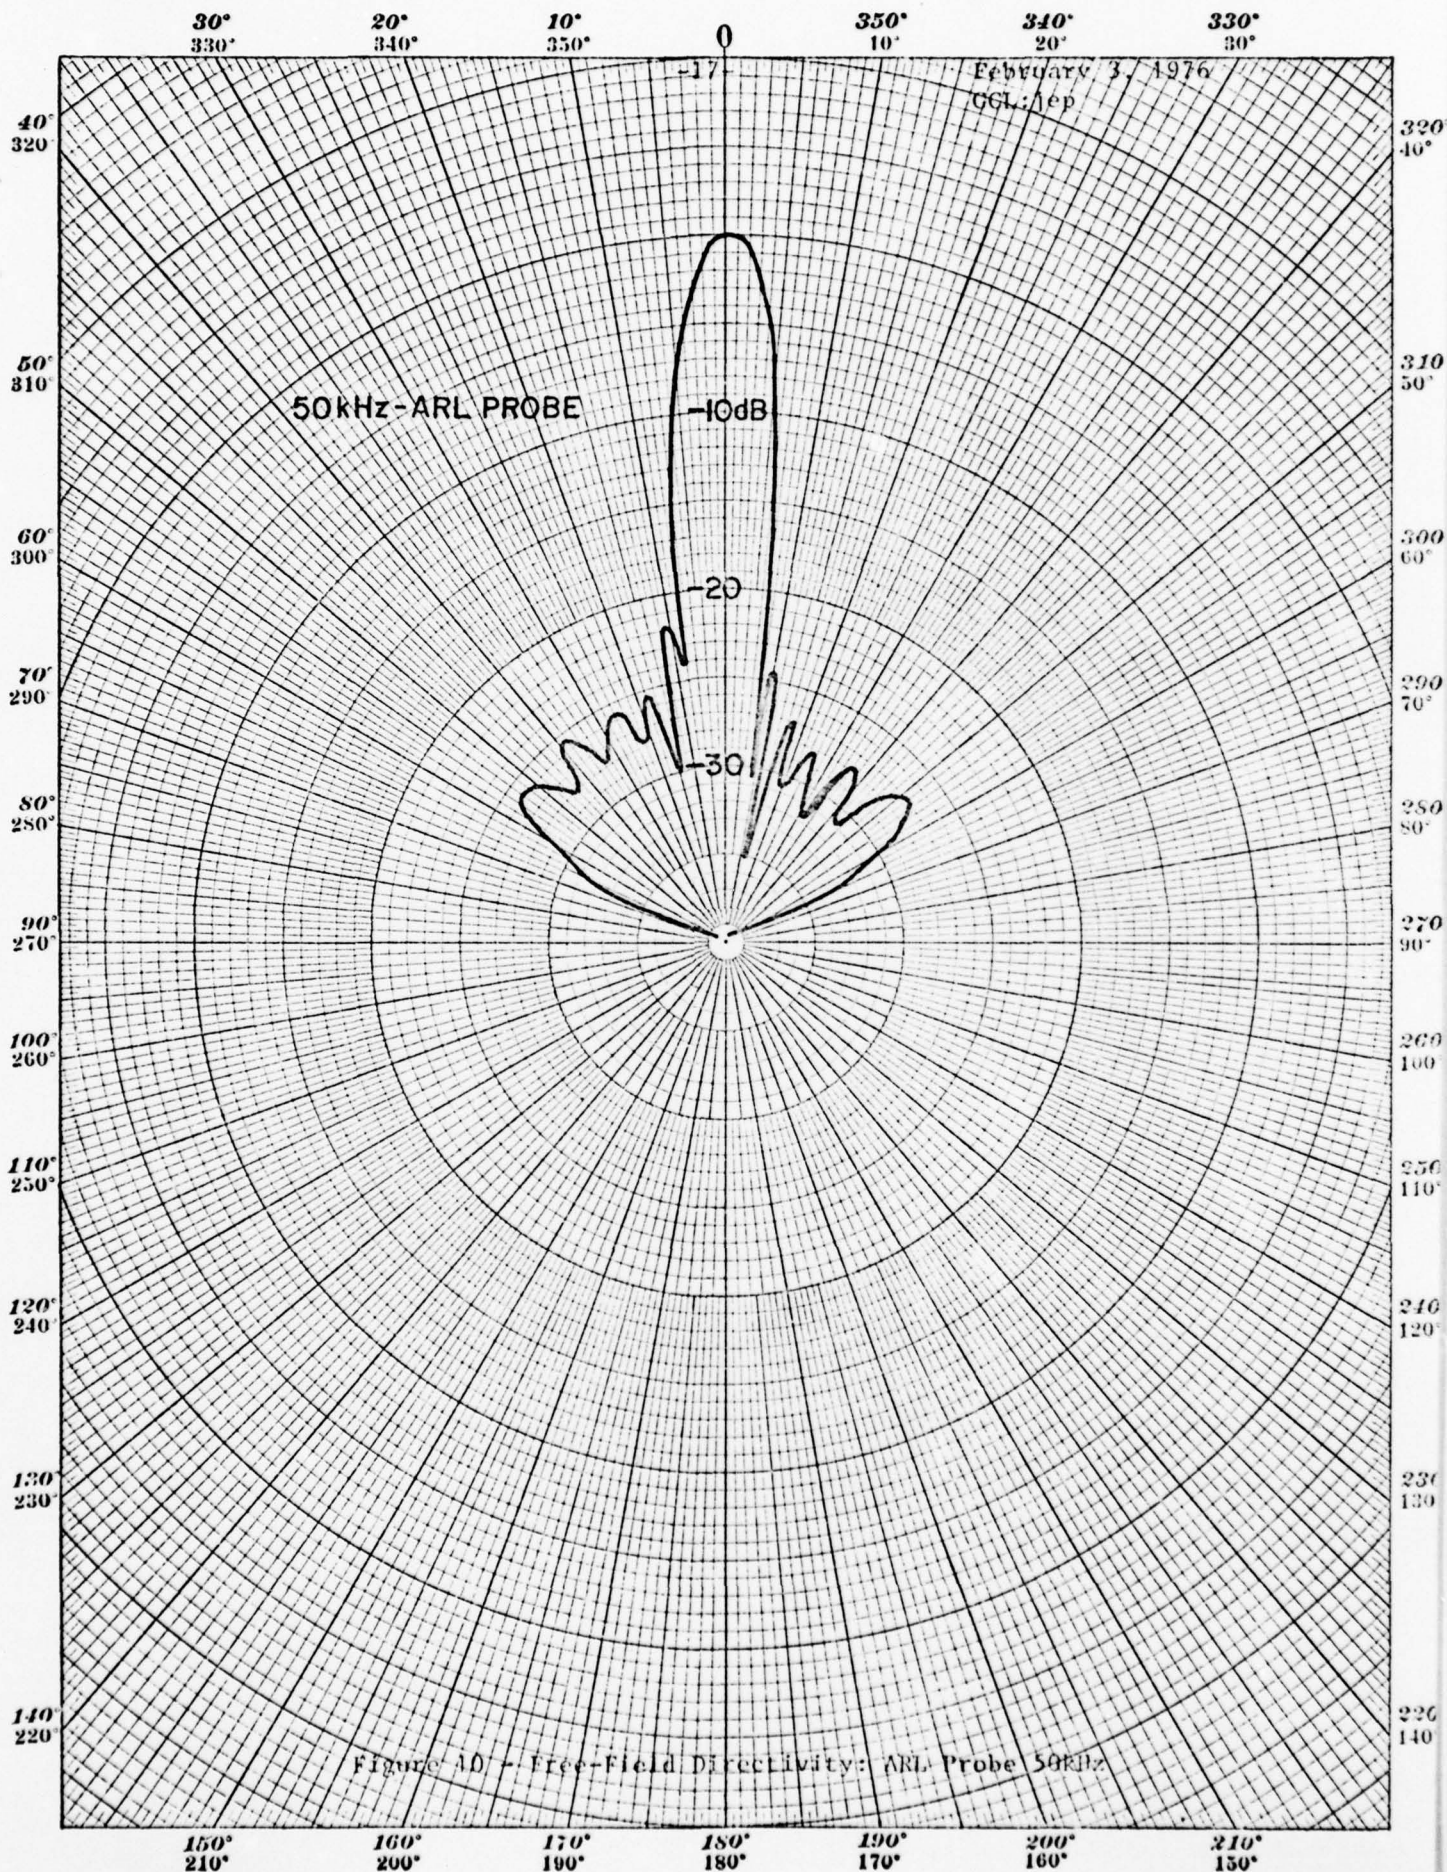 30° 20° 10° 0 350° 340° 330°
330° 340° 350° 10° 20° 30°
-17-
February 3, 1976
GCL:jep
40° 320°
320° 40°
50° 310
310° 50°
50kHz-ARL PROBE
-10dB
60° 300
300° 60°
-20
70° 290
290° 70°
-30
80° 280
280° 80°
90° 270
270° 90°
100° 260
260° 100°
110° 250
250° 110°
120° 240
240° 120°
130° 230
230° 130
140° 220
220° 140
Figure 10 - Free-Field Directivity: ARL Probe 50kHz
150° 160° 170° 180° 190° 200° 210°
210° 200° 190° 180° 170° 160° 150°